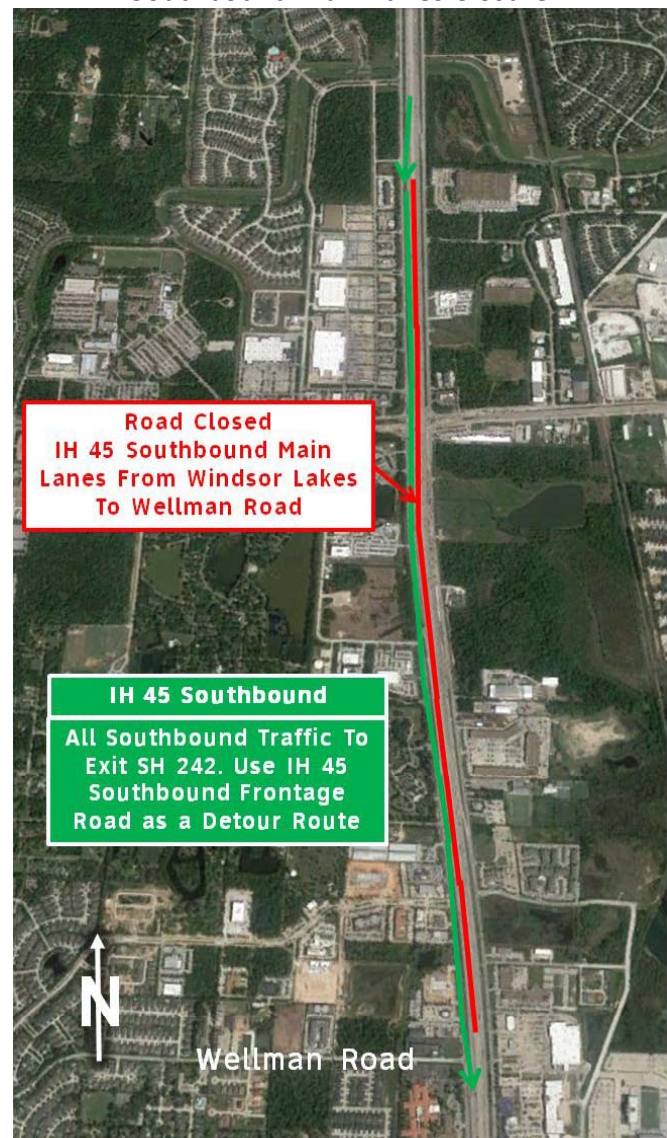 Road Closed
IH 45 Southbound Main
Lanes From Windsor Lakes
To Wellman Road
IH 45 Southbound
All Southbound Traffic To
Exit SH 242. Use IH 45
Southbound Frontage
Road as a Detour Route
N
Wellman Road